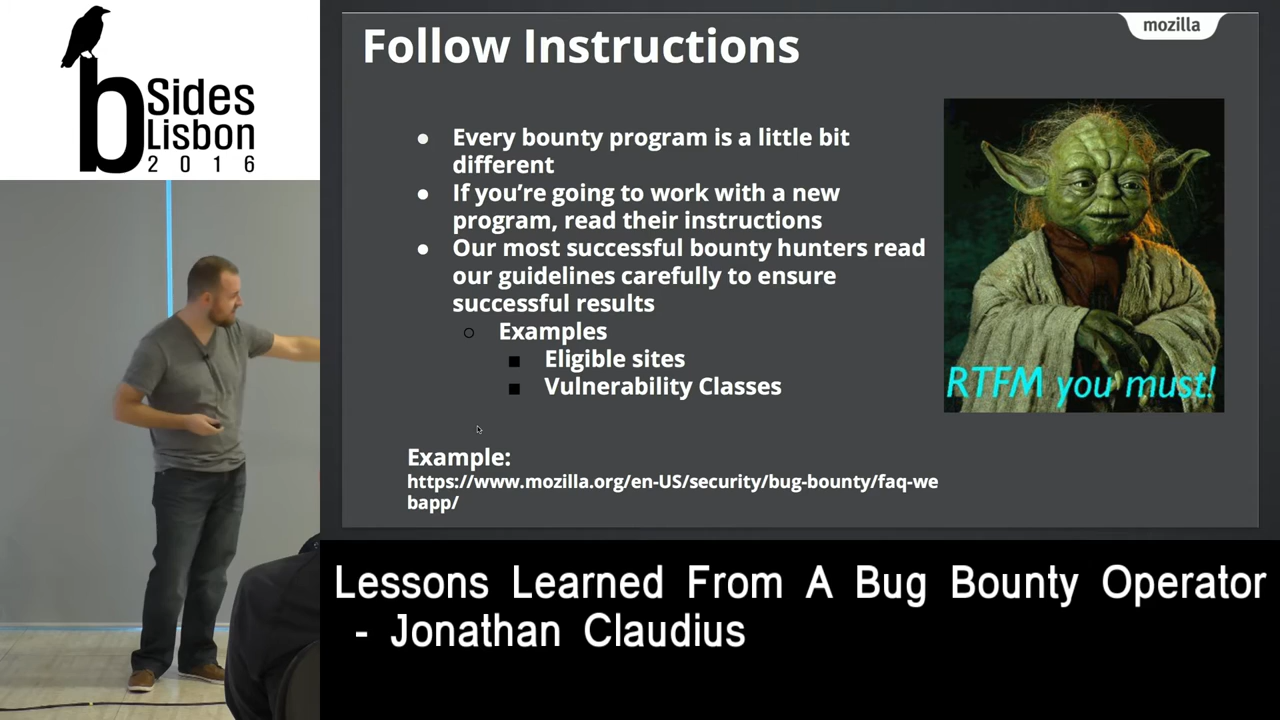 b Sides
Lisbon
2016
mozilla
Follow Instructions
Every bounty program is a little bit
different
If you're going to work with a new
program, read their instructions
Our most successful bounty hunters read
our guidelines carefully to ensure
successful results
Examples
Eligible sites
Vulnerability Classes
RTFM you must!
Example:
https://www.mozilla.org/en-US/security/bug-bounty/faq-we
bapp/
Lessons Learned From A Bug Bounty Operator
- Jonathan Claudius